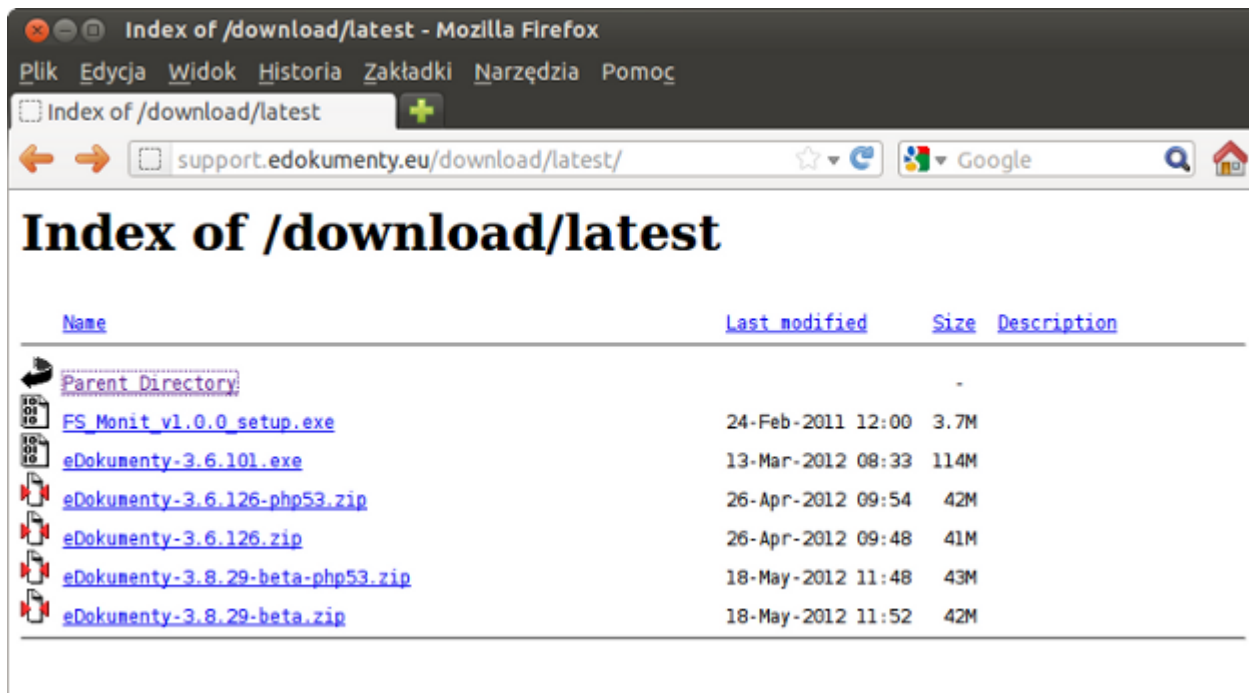 Index of /download/latest - Mozilla Firefox
Plik Edycja Widok Historia Zakładki Narzędzia Pomoc
Index of /download/latest
support.edokumenty.eu/download/latest/ Google
Index of /download/latest
Name Last modified Size Description
Parent Directory -
FS_Monit_v1.0.0_setup.exe 24-Feb-2011 12:00 3.7M
eDokumenty-3.6.101.exe 13-Mar-2012 08:33 114M
eDokumenty-3.6.126-php53.zip 26-Apr-2012 09:54 42M
eDokumenty-3.6.126.zip 26-Apr-2012 09:48 41M
eDokumenty-3.8.29-beta-php53.zip 18-May-2012 11:48 43M
eDokumenty-3.8.29-beta.zip 18-May-2012 11:52 42M